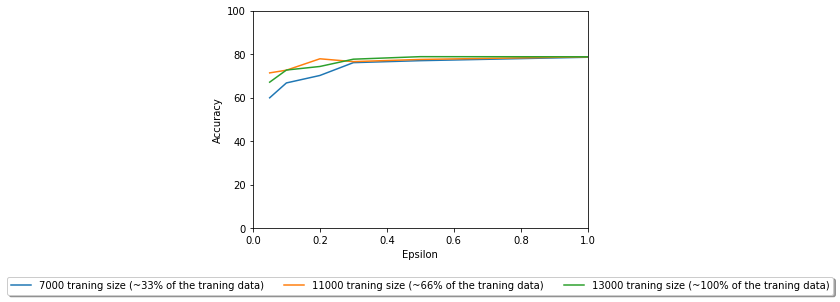 100
80
60
40
20
0
Accuracy
0.0 0.2 0.4 0.6 0.8 1.0
Epsilon
7000 traning size (~33% of the traning data) 11000 traning size (~66% of the traning data) 13000 traning size (~100% of the traning data)